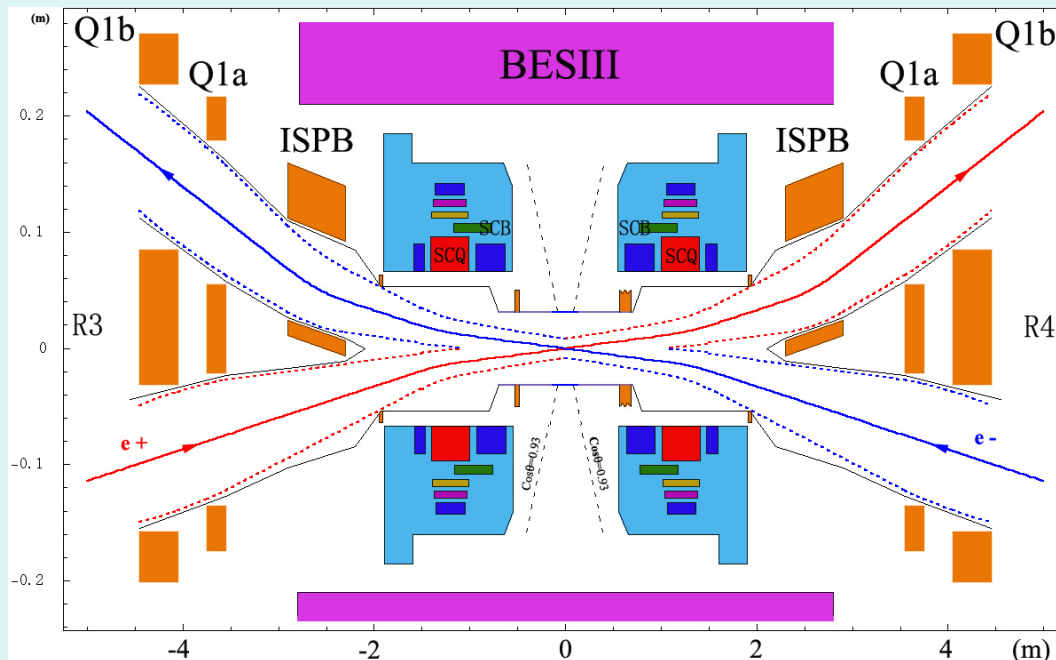 (m)
Q1b
Q1b
Q1a
Q1a
BESIII
ISPB
ISPB
0.2
0.1
0
-0.1
-0.2
SCB
SCB
SCQ
SCQ
R3
R4
e+
e-
Cosθ=0.93
Cosθ=0.93
-4
-2
0
2
4
(m)